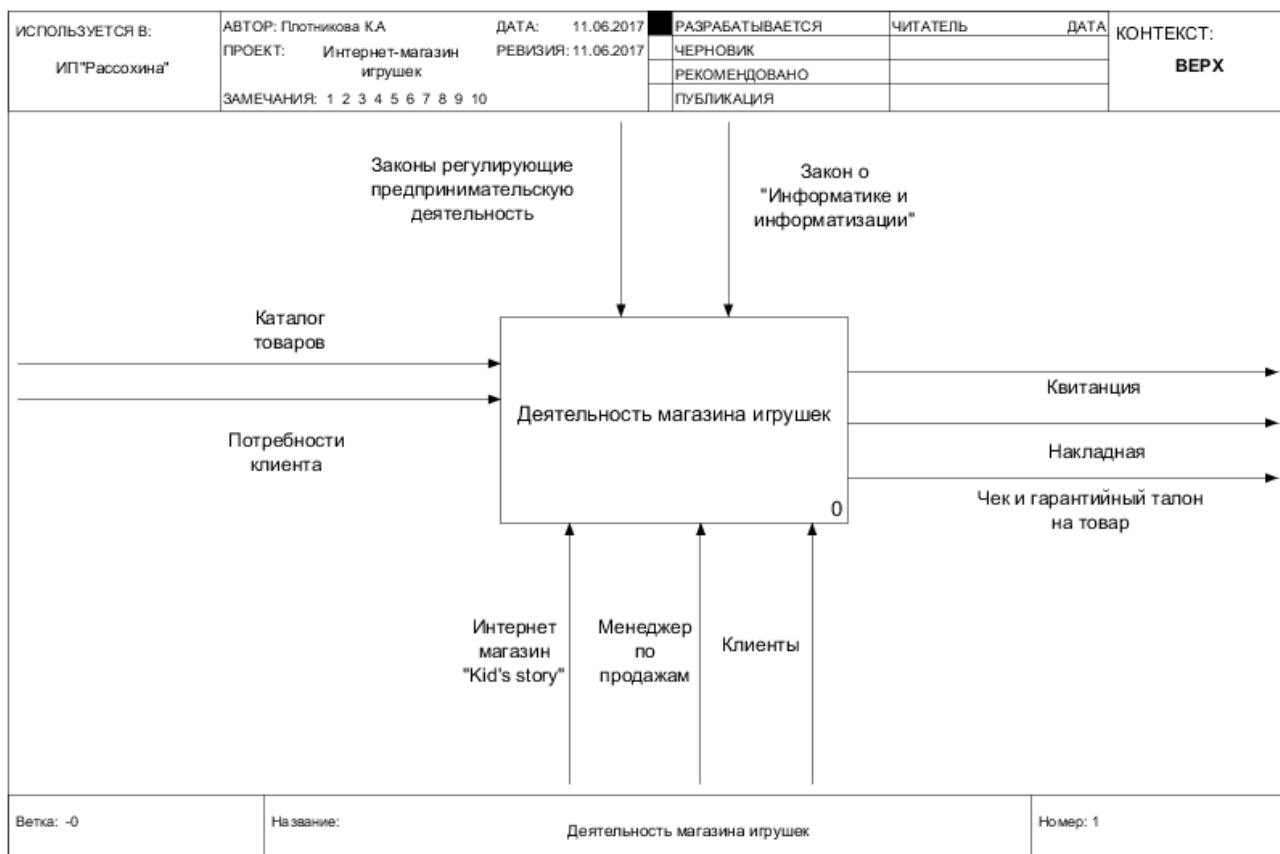 ИСПОЛЬЗУЕТСЯ В:
ИП"Рассохина"
АВТОР: Плотникова К.А
ДАТА: 11.06.2017
ПРОЕКТ: Интернет-магазин
игрушек
РЕВИЗИЯ: 11.06.2017
ЗАМЕЧАНИЯ: 1 2 3 4 5 6 7 8 9 10
РАЗРАБАТЫВАЕТСЯ
ЧЕРНОВИК
РЕКОМЕНДОВАНО
ПУБЛИКАЦИЯ
ЧИТАТЕЛЬ ДАТА
КОНТЕКСТ:
ВЕРХ
Законы регулирующие
предпринимательскую
деятельность
Закон о
"Информатике и
информатизации"
Каталог
товаров
Потребности
клиента
Деятельность магазина игрушек
0
Квитанция
Накладная
Чек и гарантийный талон
на товар
Интернет
магазин
"Kid's story"
Менеджер
по
продажам
Клиенты
Ветка: -0
Название:
Деятельность магазина игрушек
Номер: 1